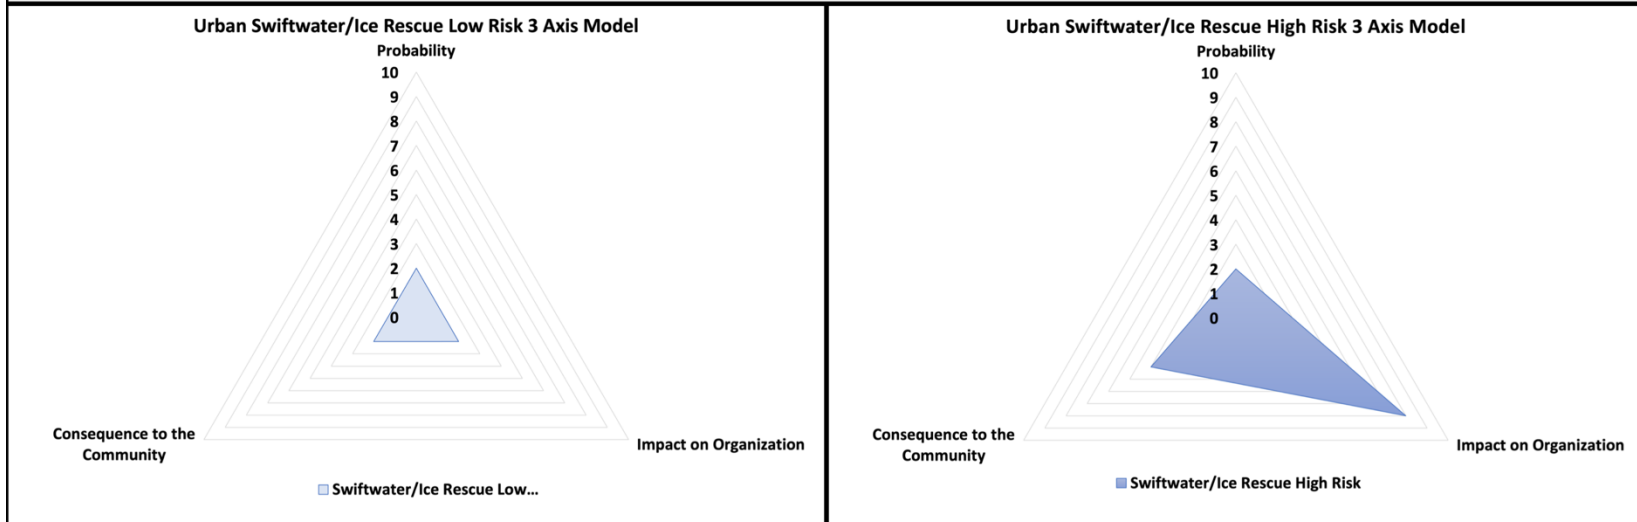 Urban Swiftwater/Ice Rescue Low Risk 3 Axis Model
Probability
10
9
8
7
6
5
4
3
2
1
0
Consequence to the
Community
Impact on Organization
Swiftwater/Ice Rescue Low...
Urban Swiftwater/Ice Rescue High Risk 3 Axis Model
Probability
10
9
8
7
6
5
4
3
2
1
0
Consequence to the
Community
Impact on Organization
Swiftwater/Ice Rescue High Risk